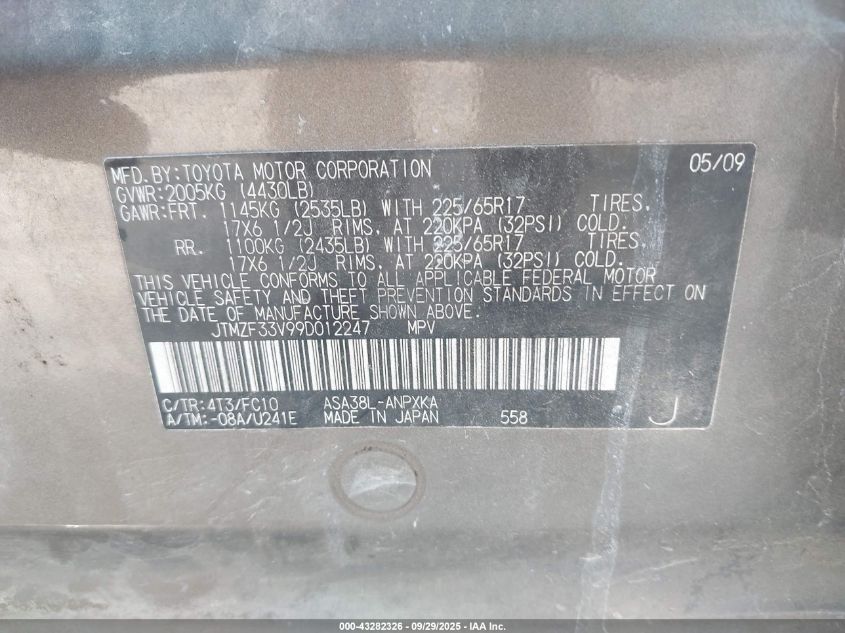 MFD. BY: TOYOTA MOTOR CORPORATION 05/09
GVWR: 2005KG (4430LB)
GAWR: FRT. 1145KG (2535LB) WITH 225/65R17 TIRES.
17X6 1/2J RIMS. AT 220KPA (32PSI) COLD.
RR. 1100KG (2435LB) WITH 225/65R17 TIRES.
17X6 1/2J RIMS. AT 220KPA (32PSI) COLD.
THIS VEHICLE CONFORMS TO ALL APPLICABLE FEDERAL MOTOR
VEHICLE SAFETY AND THEFT PREVENTION STANDARDS IN EFFECT ON
THE DATE OF MANUFACTURE SHOWN ABOVE.
JTMZF33V99D012247 MPV
C/TR: 4T3/FC10 ASA38L-ANPXKA
A/TM: -08A/U241E MADE IN JAPAN 558 J
000-43282326 - 09/29/2025 - IAA Inc.